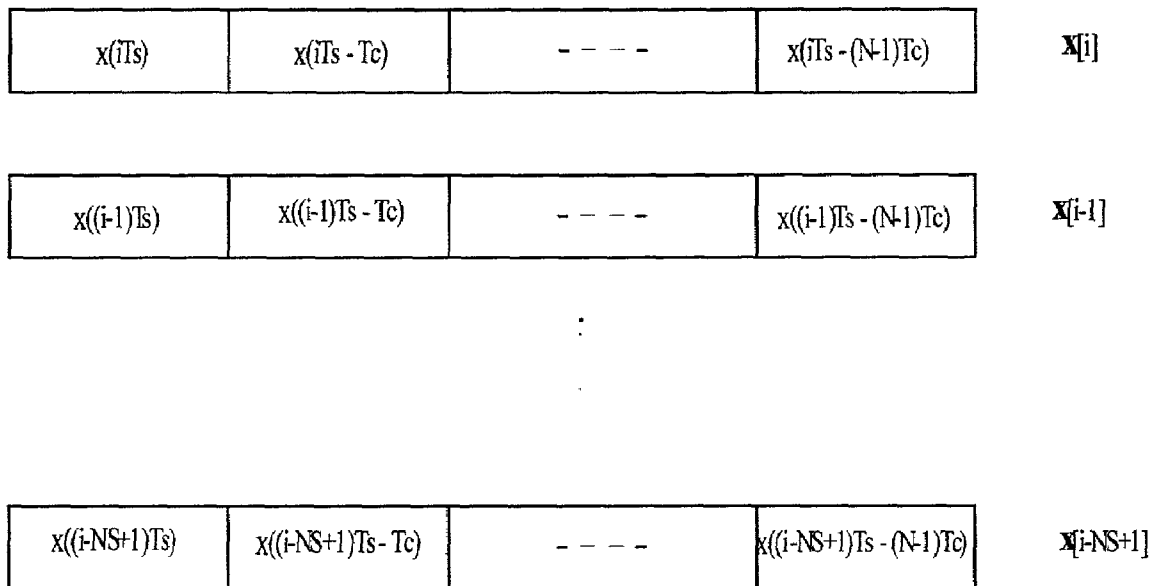 x(iTs) x(iTs - Tc) - - - - x(iTs - (N-1)Tc) x[i]
x((i-1)Ts) x((i-1)Ts - Tc) - - - - x((i-1)Ts - (N-1)Tc) x[i-1]
x((i-NS+1)Ts) x((i-NS+1)Ts - Tc) - - - - x((i-NS+1)Ts - (N-1)Tc) x[i-NS+1]